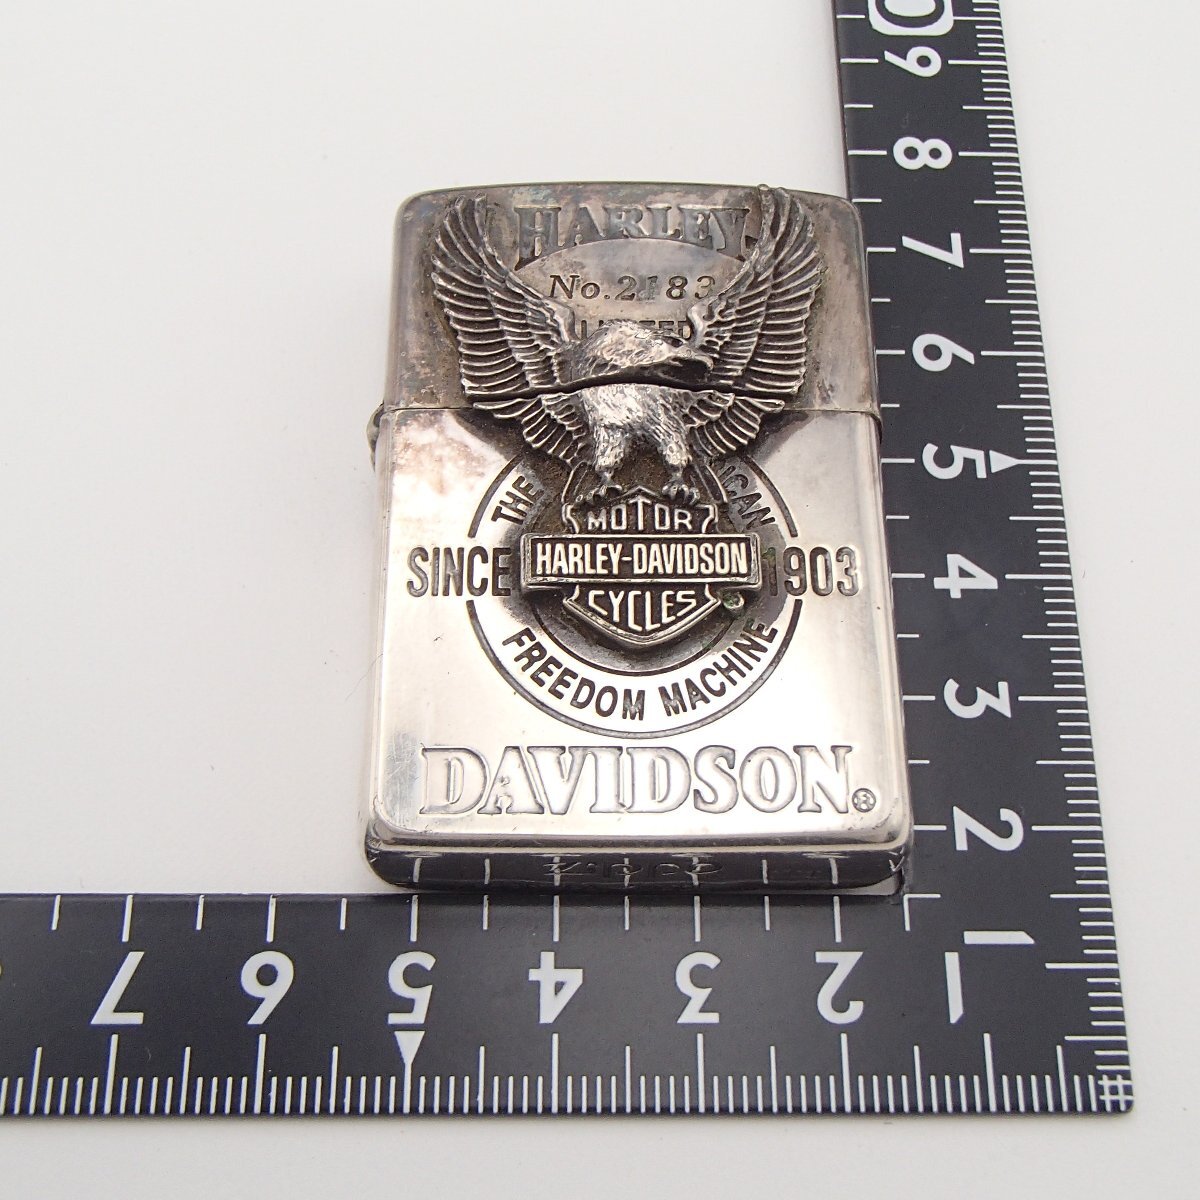 HARLEY
No.2183
LIMITED
THE
SINCE
MOTOR
HARLEY-DAVIDSON
CYCLES
®
1903
FREEDOM MACHINE
DAVIDSON®
9
8
7
6
5
4
3
2
1
7
6
5
4
3
2
1